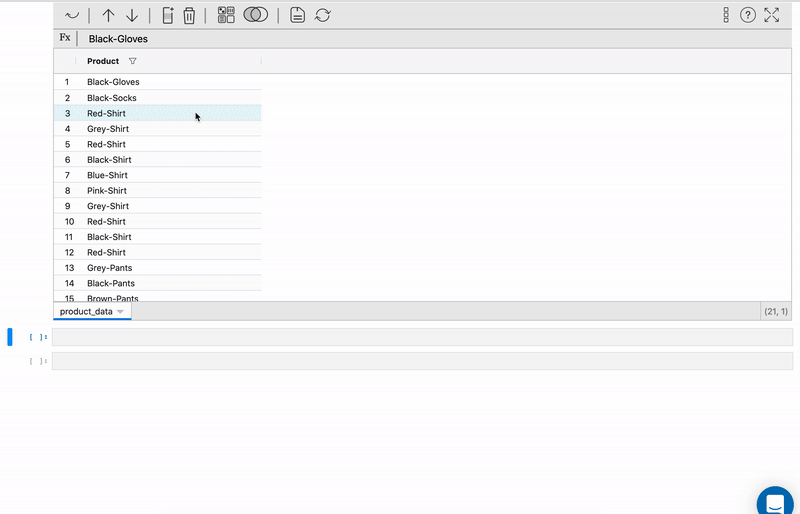 Fx Black-Gloves
Product
1 Black-Gloves
2 Black-Socks
3 Red-Shirt
4 Grey-Shirt
5 Red-Shirt
6 Black-Shirt
7 Blue-Shirt
8 Pink-Shirt
9 Grey-Shirt
10 Red-Shirt
11 Black-Shirt
12 Red-Shirt
13 Grey-Pants
14 Black-Pants
15 Brown-Pants
product_data (21, 1)
[ ]:
[ ]: